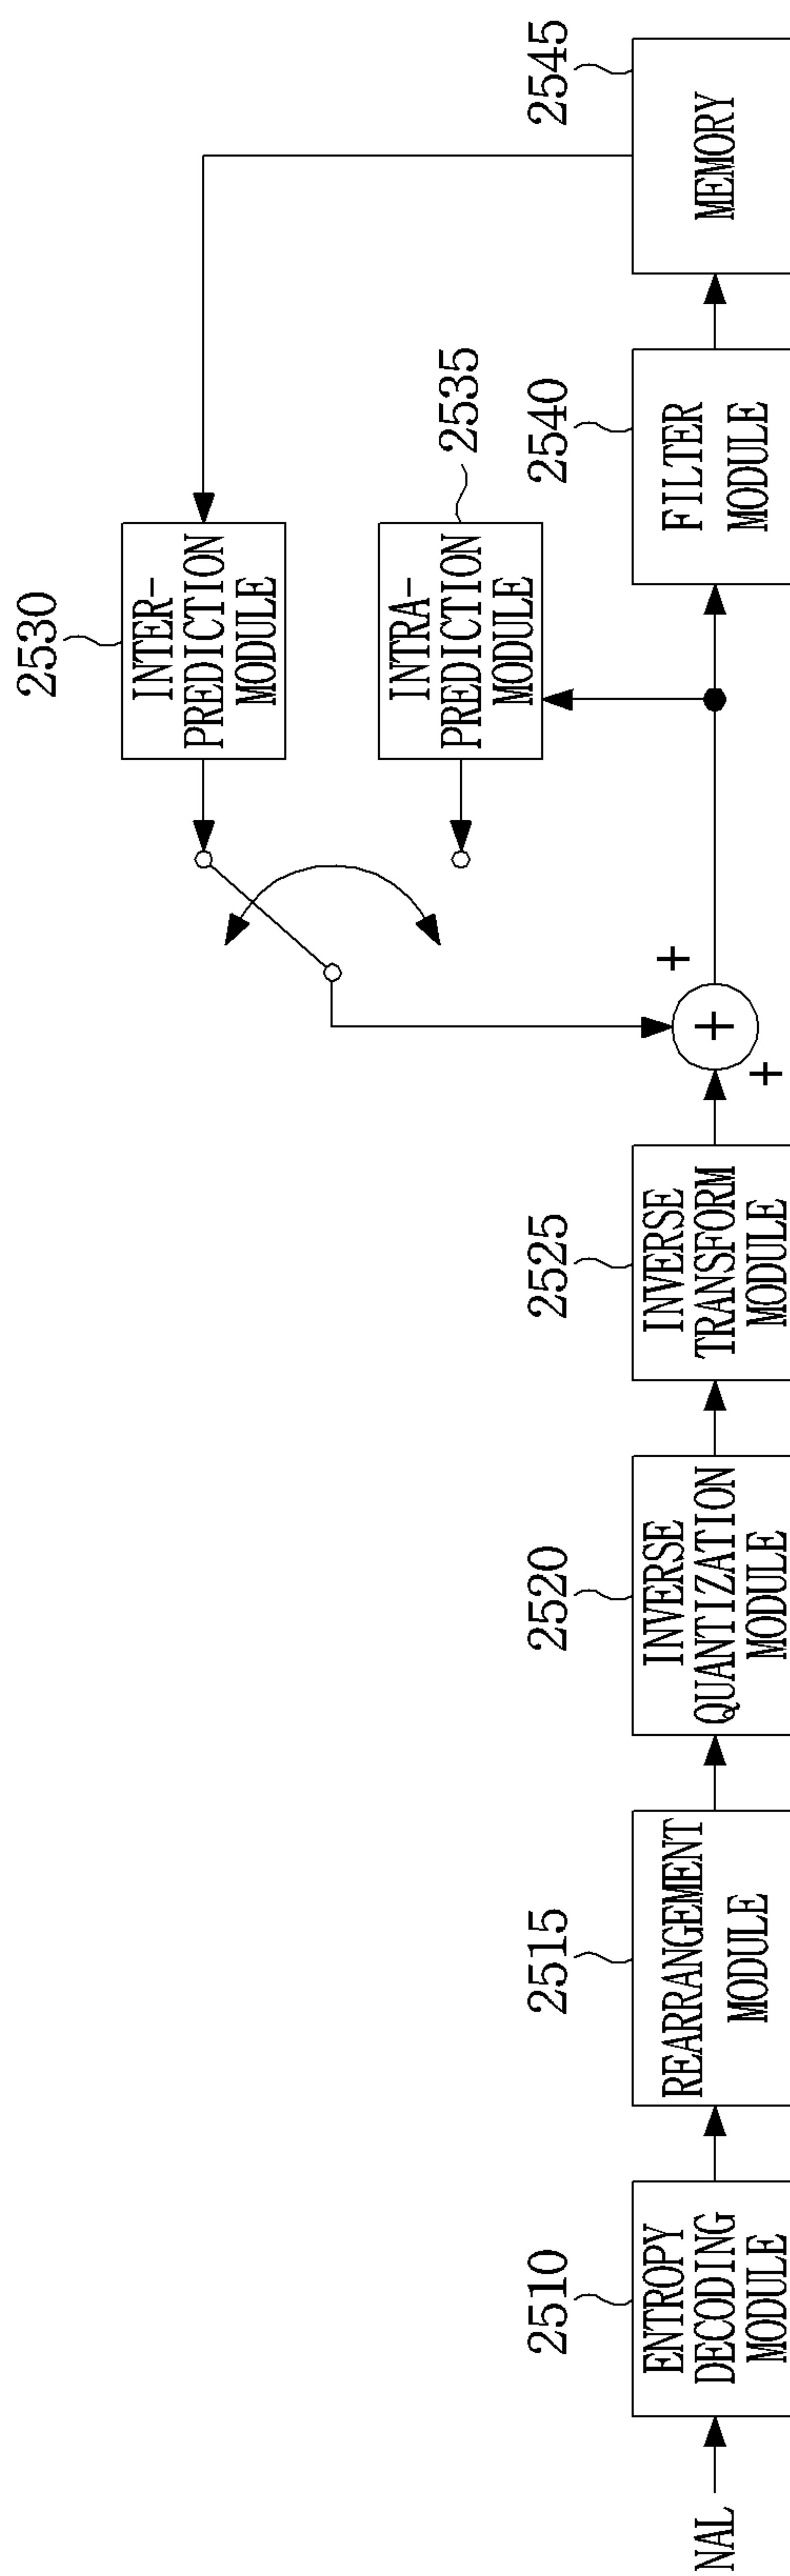 2530
INTER-
PREDICTION
MODULE
2535
INTRA-
PREDICTION
MODULE
NAL
2510
ENTROPY
DECODING
MODULE
2515
REARRANGEMENT
MODULE
2520
INVERSE
QUANTIZATION
MODULE
2525
INVERSE
TRANSFORM
MODULE
+
+
+
2540
FILTER
MODULE
2545
MEMORY